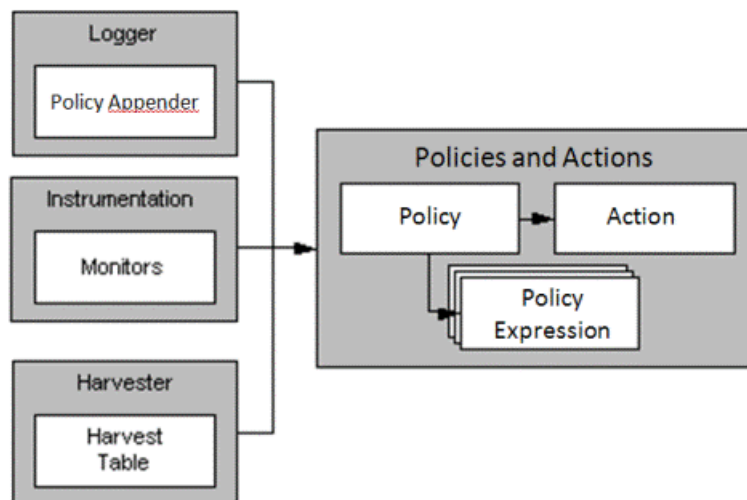 Logger
Policy Appender
Instrumentation
Monitors
Harvester
Harvest
Table
Policies and Actions
Policy
Action
Policy
Expression